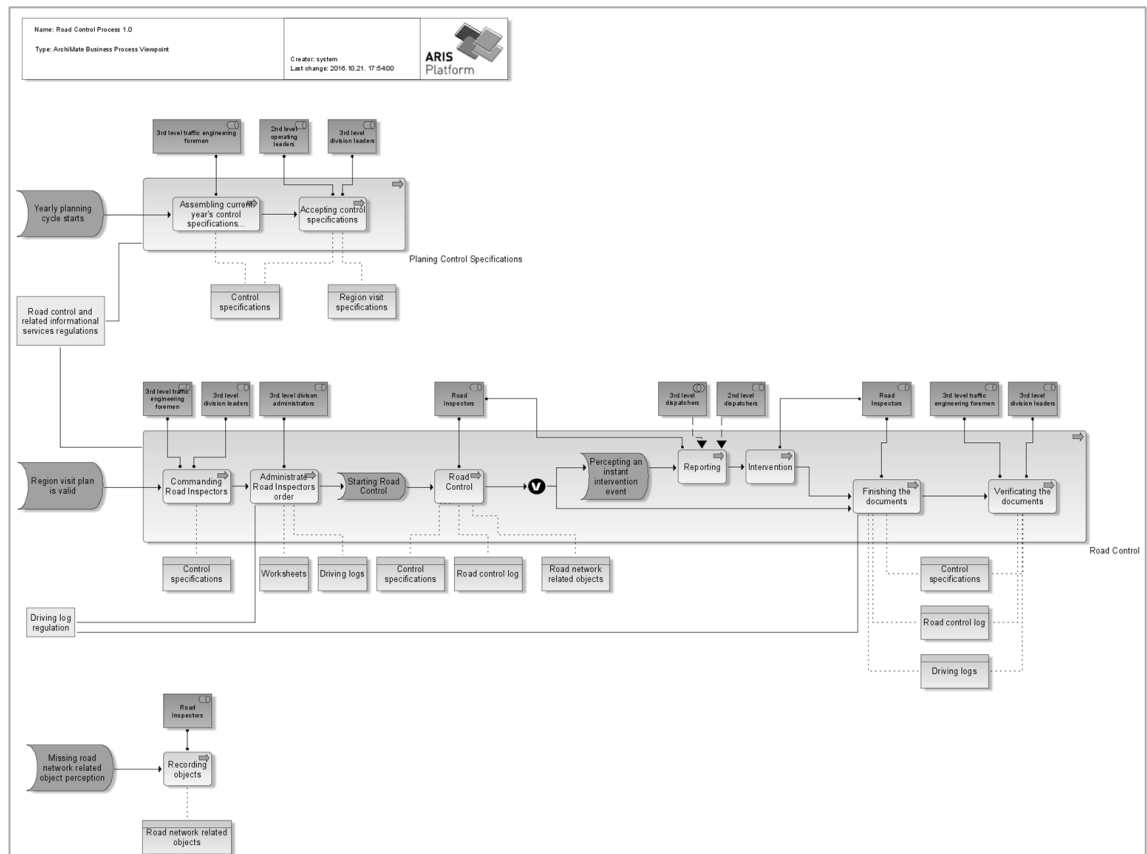 Name: Road Control Process 1.0
Type: ArchiMate Business Process Viewpoint
Creator: system
Last change: 2016.10.21. 17:54:00
ARIS
Platform
3rd level traffic engineering
foremen
2nd level
operating
leaders
3rd level
division leaders
Yearly planning
cycle starts
Assembling current
year's control
specifications...
Accepting control
specifications
Planing Control Specifications
Control
specifications
Region visit
specifications
Road control and
related informational
services regulations
3rd level traffic
engineering
foremen
3rd level
division leaders
3rd level divison
administrators
Road
Inspectors
3rd level
dispatchers
2nd level
dispatchers
Road
Inspectors
3rd level traffic
engineering foremen
3rd level
division leaders
Region visit plan
is valid
Commanding
Road Inspectors
Administrate
Road Inspectors
order
Starting Road
Control
Road
Control
V
Percepting an
instant
intervention
event
Reporting
Intervention
Finishing the
documents
Verificating the
documents
Road Control
Control
specifications
Worksheets
Driving logs
Control
specifications
Road control log
Road network
related objects
Control
specifications
Road control log
Driving logs
Driving log
regulation
Road
Inspectors
Missing road
network related
object perception
Recording
objects
Road network related
objects